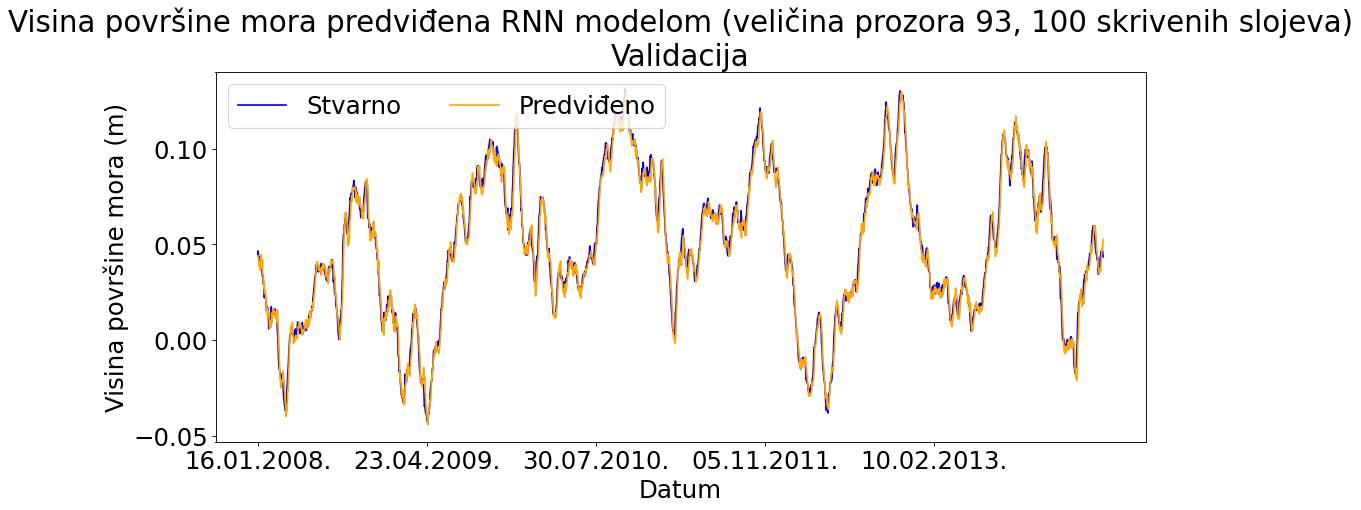 Visina površine mora predviđena RNN modelom (veličina prozora 93, 100 skrivenih slojeva)
Validacija
Stvarno Predviđeno
Visina površine mora (m)
0.10
0.05
0.00
−0.05
16.01.2008. 23.04.2009. 30.07.2010. 05.11.2011. 10.02.2013.
Datum